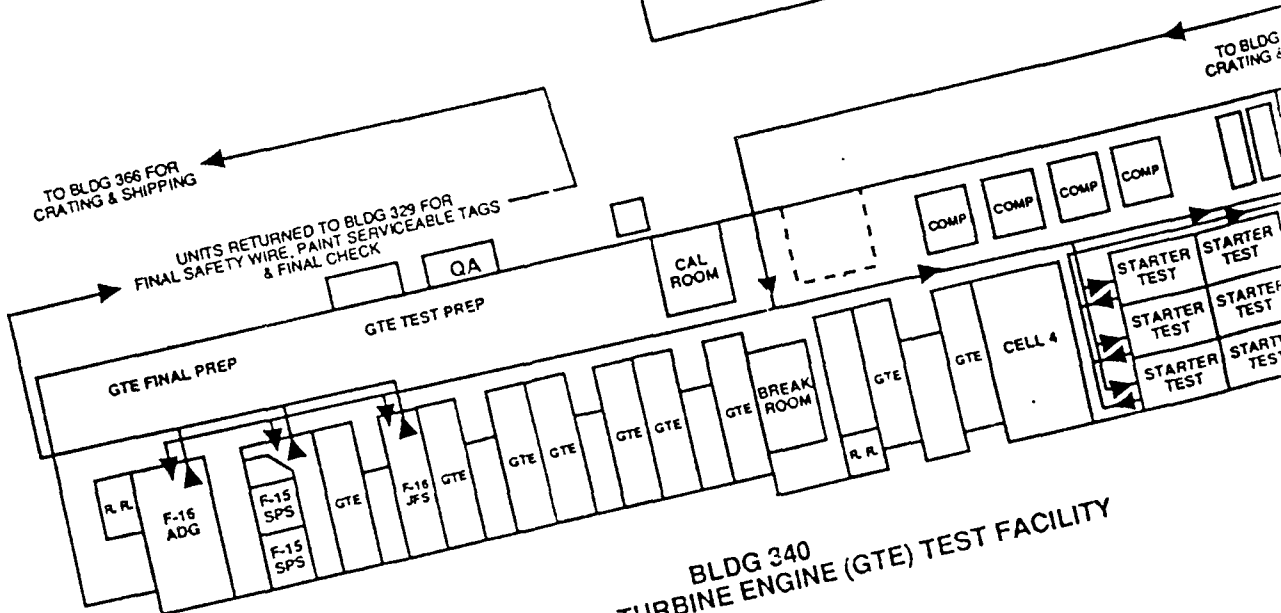 TO BLDG
CRATING &
TO BLDG 366 FOR
CRATING & SHIPPING
UNITS RETURNED TO BLDG 329 FOR
FINAL SAFETY WIRE, PAINT SERVICEABLE TAGS
& FINAL CHECK
QA
CAL
ROOM
COMP
COMP
COMP
COMP
GTE TEST PREP
GTE FINAL PREP
STARTER
TEST
STARTER
TEST
STARTER
TEST
STARTER
TEST
STARTER
TEST
START
TEST
CELL 4
GTE
GTE
R. R.
BREAK
ROOM
GTE
GTE
GTE
GTE
GTE
GTE
F-16
JFS
GTE
F-15
SPS
F-15
SPS
F-16
ADG
R. R.
BLDG 340
TURBINE ENGINE (GTE) TEST FACILITY